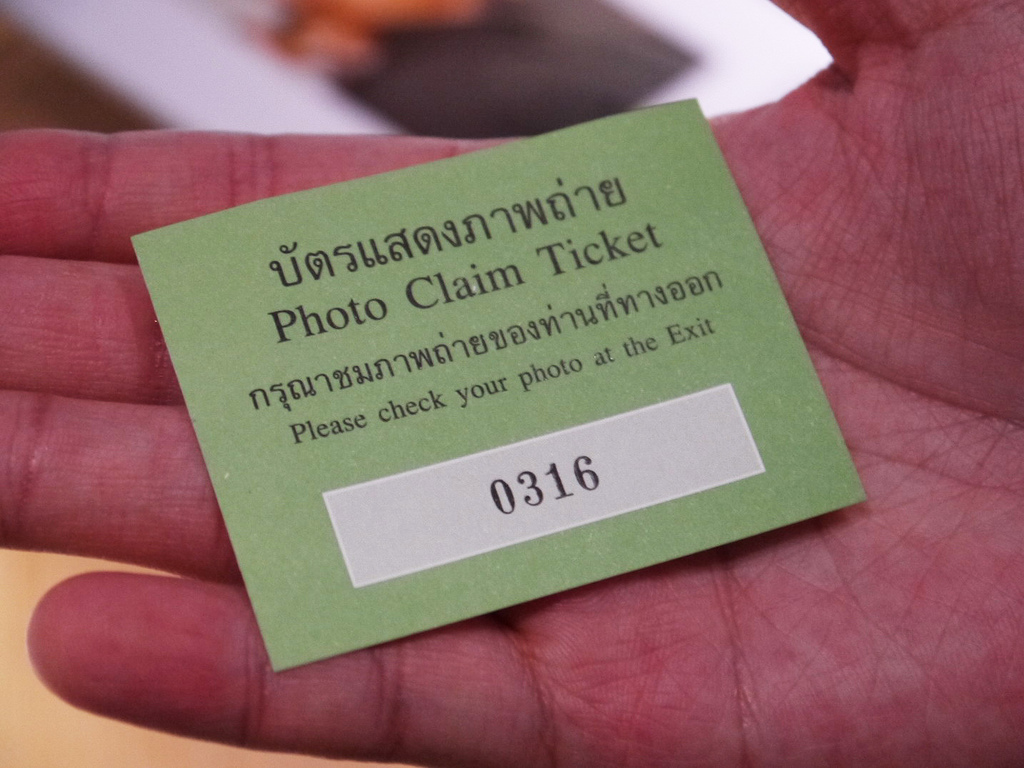 บัตรแสดงภาพถ่าย
Photo Claim Ticket
กรุณาชมภาพถ่ายของท่านที่ทางออก
Please check your photo at the Exit
0316